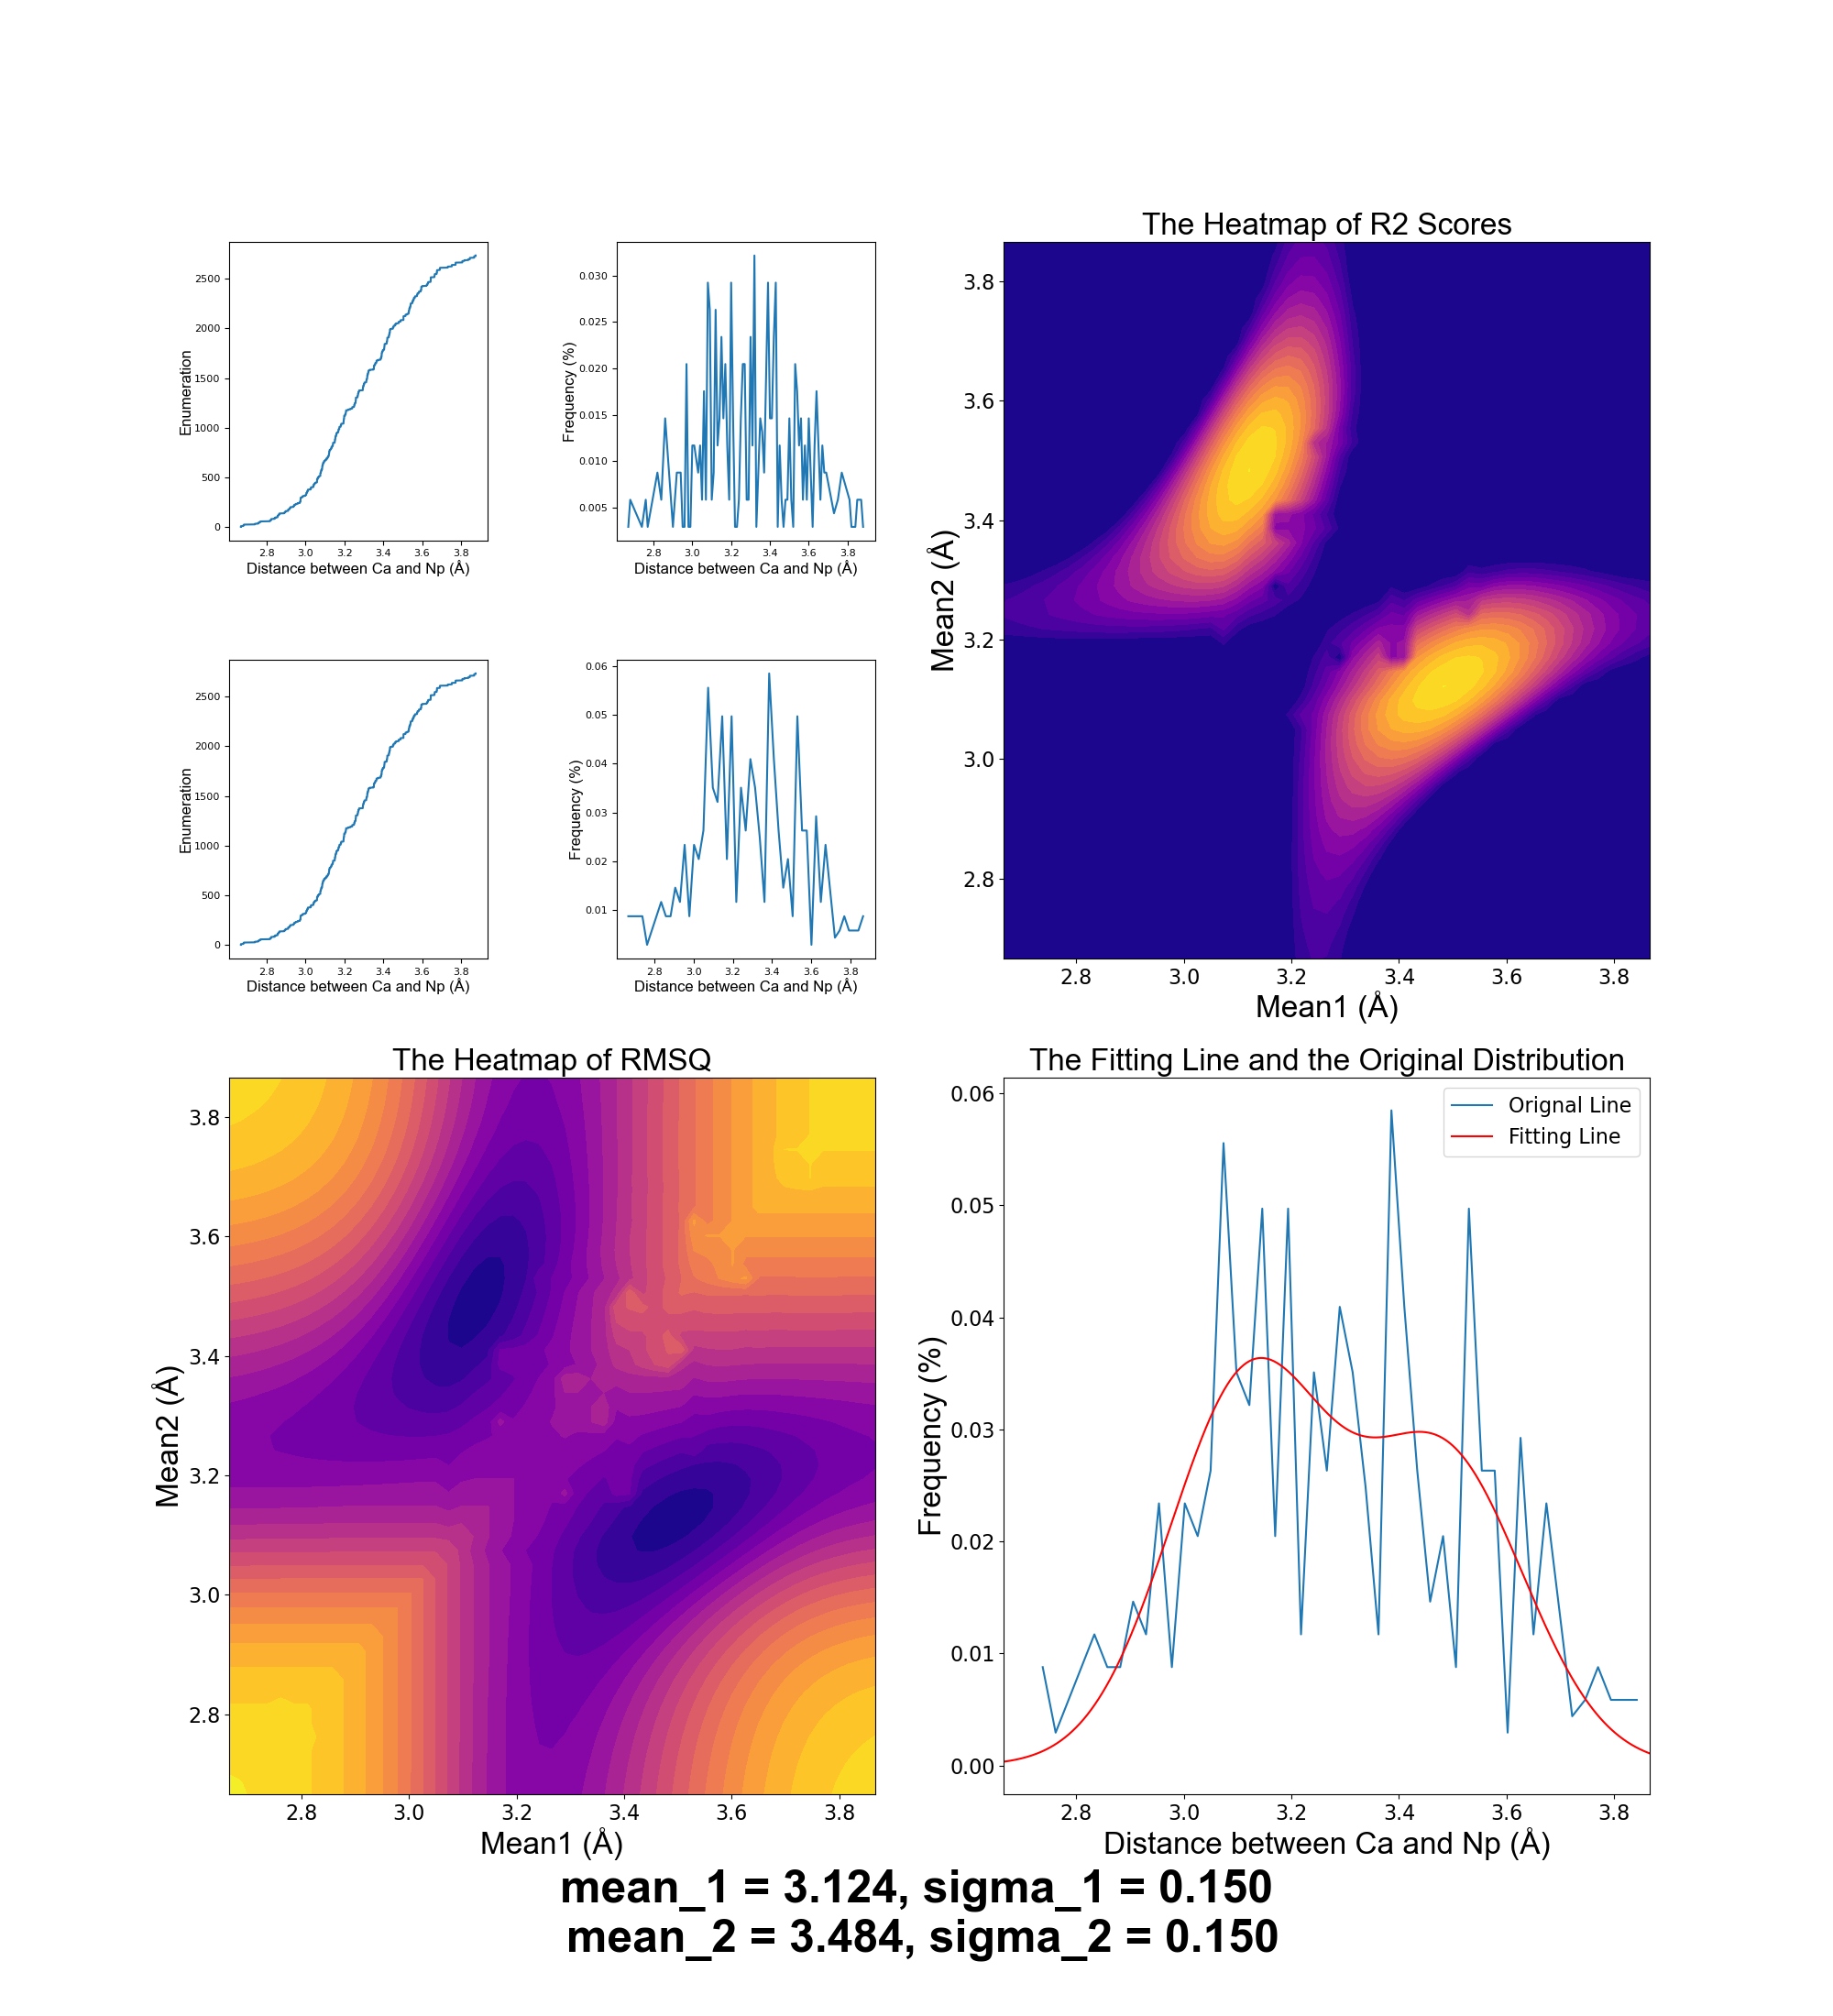 The Heatmap of R2 Scores
2500
2000
1500
1000
500
0
Enumeration
2.8 3.0 3.2 3.4 3.6 3.8
Distance between Ca and Np (Å)
0.030
0.025
0.020
0.015
0.010
0.005
Frequency (%)
2.8 3.0 3.2 3.4 3.6 3.8
Distance between Ca and Np (Å)
3.8
3.6
3.4
3.2
3.0
2.8
Mean2 (Å)
2.8 3.0 3.2 3.4 3.6 3.8
Mean1 (Å)
2500
2000
1500
1000
500
0
Enumeration
2.8 3.0 3.2 3.4 3.6 3.8
Distance between Ca and Np (Å)
0.06
0.05
0.04
0.03
0.02
0.01
Frequency (%)
2.8 3.0 3.2 3.4 3.6 3.8
Distance between Ca and Np (Å)
The Heatmap of RMSQ
3.8
3.6
3.4
3.2
3.0
2.8
Mean2 (Å)
2.8 3.0 3.2 3.4 3.6 3.8
Mean1 (Å)
The Fitting Line and the Original Distribution
Orignal Line
Fitting Line
0.06
0.05
0.04
0.03
0.02
0.01
0.00
Frequency (%)
2.8 3.0 3.2 3.4 3.6 3.8
Distance between Ca and Np (Å)
mean_1 = 3.124, sigma_1 = 0.150
mean_2 = 3.484, sigma_2 = 0.150